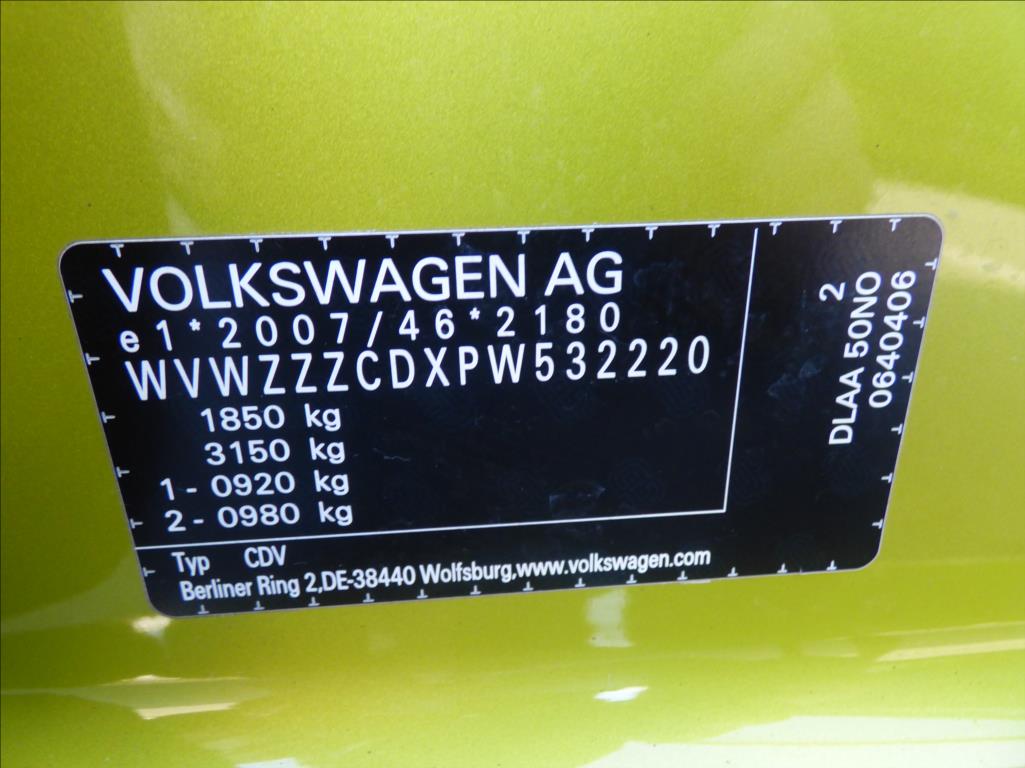 VOLKSWAGEN AG
e1*2007/46*2180
WVWZZZCDXPW532220
1850 kg
3150 kg
1- 0920 kg
2- 0980 kg
Typ CDV
Berliner Ring 2,DE-38440 Wolfsburg,www.volkswagen.com
2
DLAA 50NO
0640406